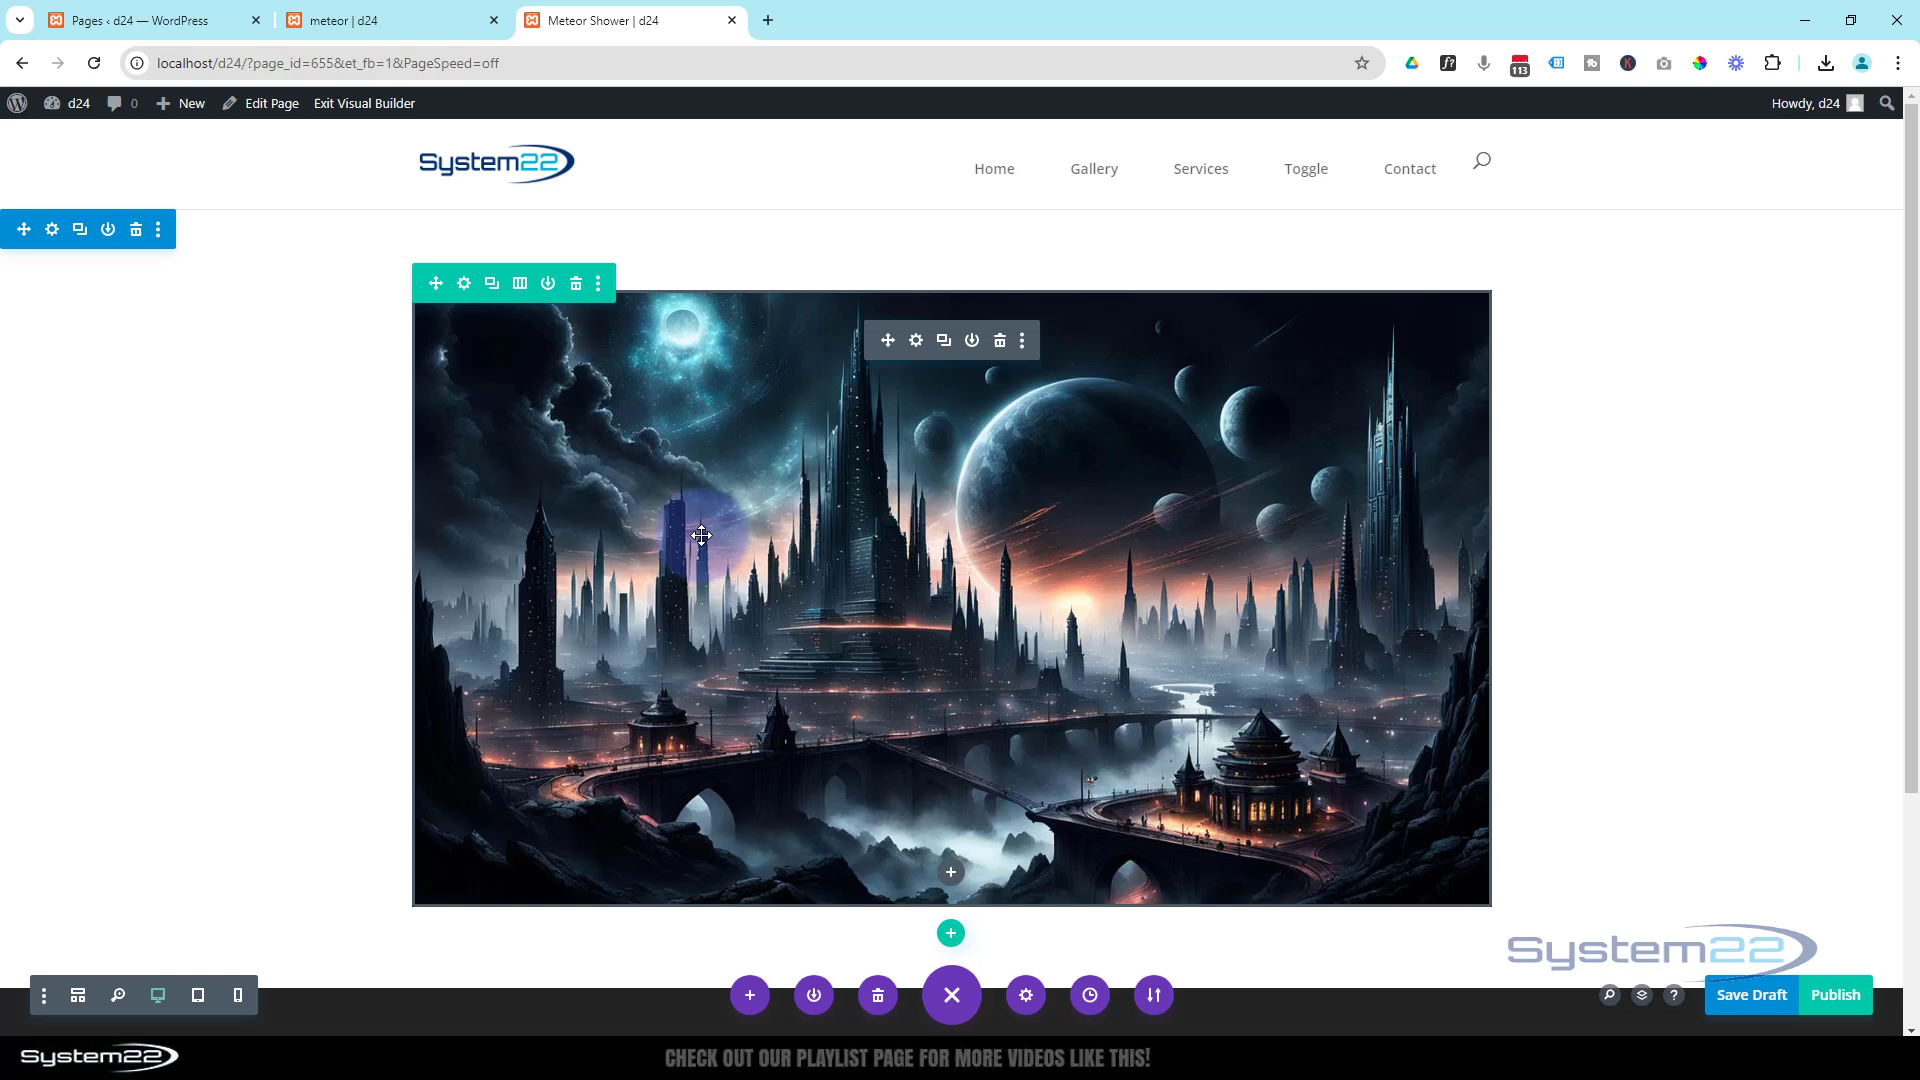 Pages ‹ d24 — WordPress
meteor | d24
Meteor Shower | d24
localhost/d24/?page_id=655&et_fb=1&PageSpeed=off
113
d24
0
New
Edit Page
Exit Visual Builder
Howdy, d24
System22
Home
Gallery
Services
Toggle
Contact
System22
Save Draft
Publish
System22
CHECK OUT OUR PLAYLIST PAGE FOR MORE VIDEOS LIKE THIS!